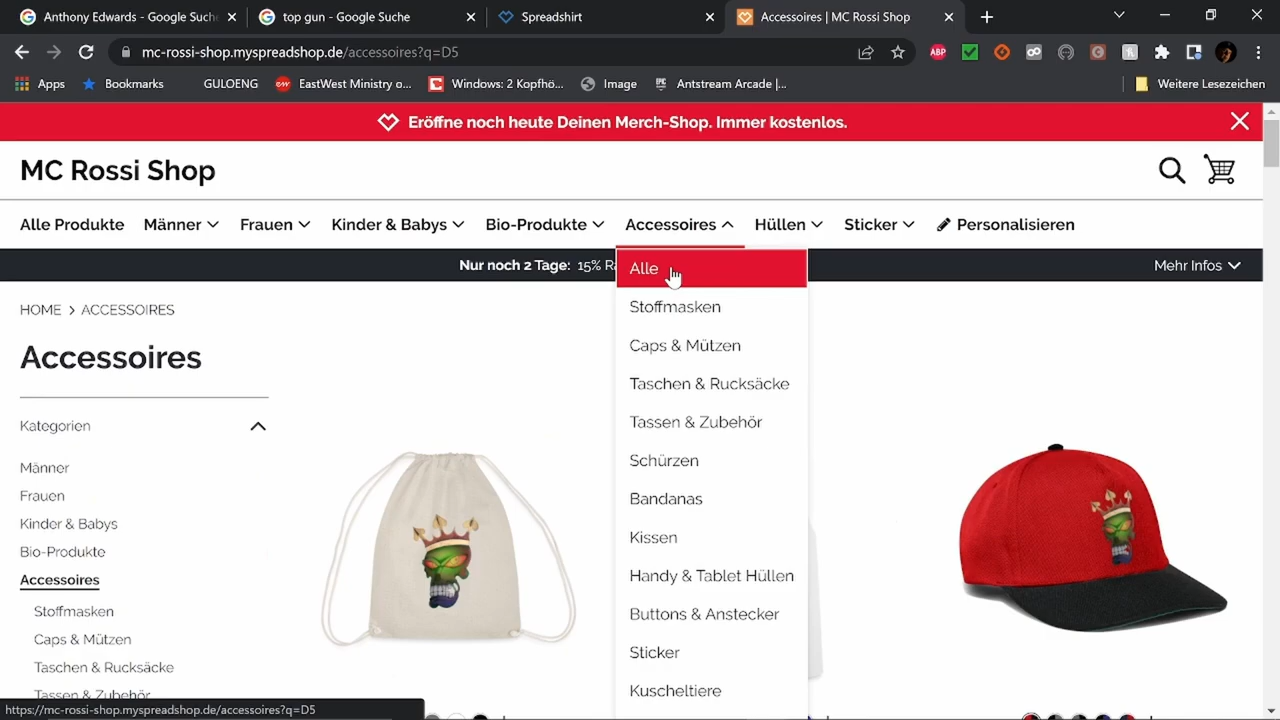 Anthony Edwards - Google Suche
top gun - Google Suche
Spreadshirt
Accessoires | MC Rossi Shop
mc-rossi-shop.myspreadshop.de/accessoires?q=D5
ABP
Apps
Bookmarks
GULOENG
EastWest Ministry o...
Windows: 2 Kopfhö...
Image
Antstream Arcade |...
Weitere Lesezeichen
Eröffne noch heute Deinen Merch-Shop. Immer kostenlos.
MC Rossi Shop
Alle Produkte Männer Frauen Kinder & Babys Bio-Produkte Accessoires Hüllen Sticker Personalisieren
Nur noch 2 Tage: 15%
Mehr Infos
Alle
Stoffmasken
Caps & Mützen
Taschen & Rucksäcke
Tassen & Zubehör
Schürzen
Bandanas
Kissen
Handy & Tablet Hüllen
Buttons & Anstecker
Sticker
Kuscheltiere
HOME > ACCESSOIRES
Accessoires
Kategorien
Männer
Frauen
Kinder & Babys
Bio-Produkte
Accessoires
Stoffmasken
Caps & Mützen
Taschen & Rucksäcke
Tassen & Zubehör
https://mc-rossi-shop.myspreadshop.de/accessoires?q=D5